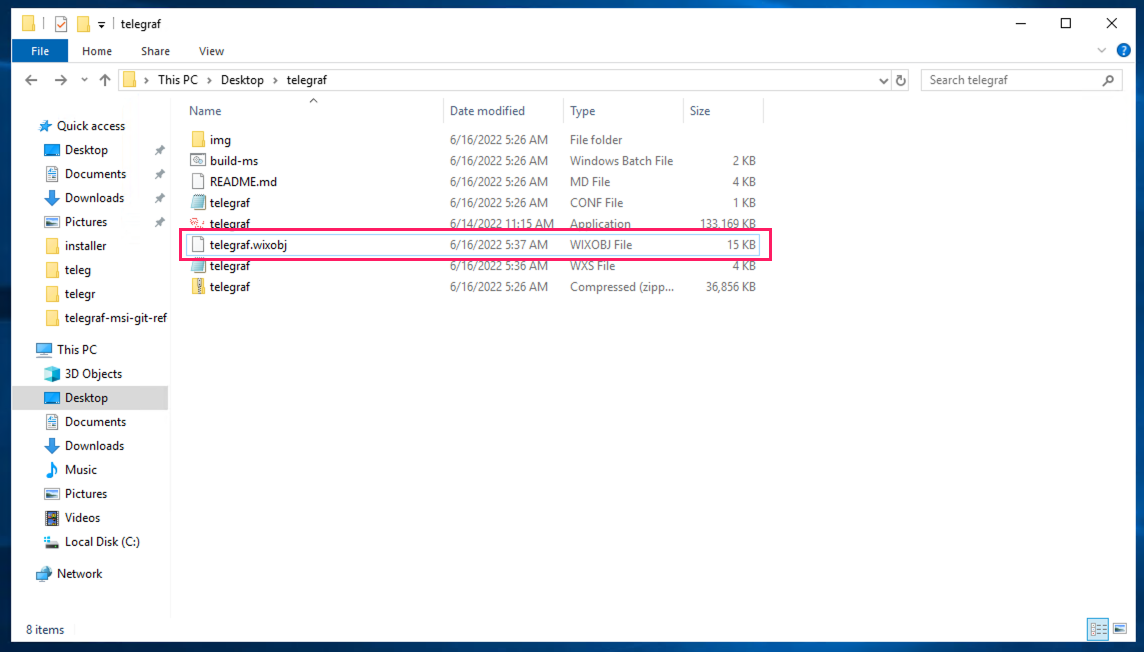 telegraf
File Home Share View
This PC Desktop telegraf Search telegraf
Name Date modified Type Size
Quick access
Desktop
Documents
Downloads
Pictures
installer
teleg
telegr
telegraf-msi-git-ref
This PC
3D Objects
Desktop
Documents
Downloads
Music
Pictures
Videos
Local Disk (C:)
Network
img 6/16/2022 5:26 AM File folder
build-ms 6/16/2022 5:26 AM Windows Batch File 2 KB
README.md 6/16/2022 5:26 AM MD File 4 KB
telegraf 6/16/2022 5:26 AM CONF File 1 KB
telegraf 6/14/2022 11:15 AM Application 133,169 KB
telegraf.wixobj 6/16/2022 5:37 AM WIXOBJ File 15 KB
telegraf 6/16/2022 5:36 AM WXS File 4 KB
telegraf 6/16/2022 5:26 AM Compressed (zipp... 36,856 KB
8 items